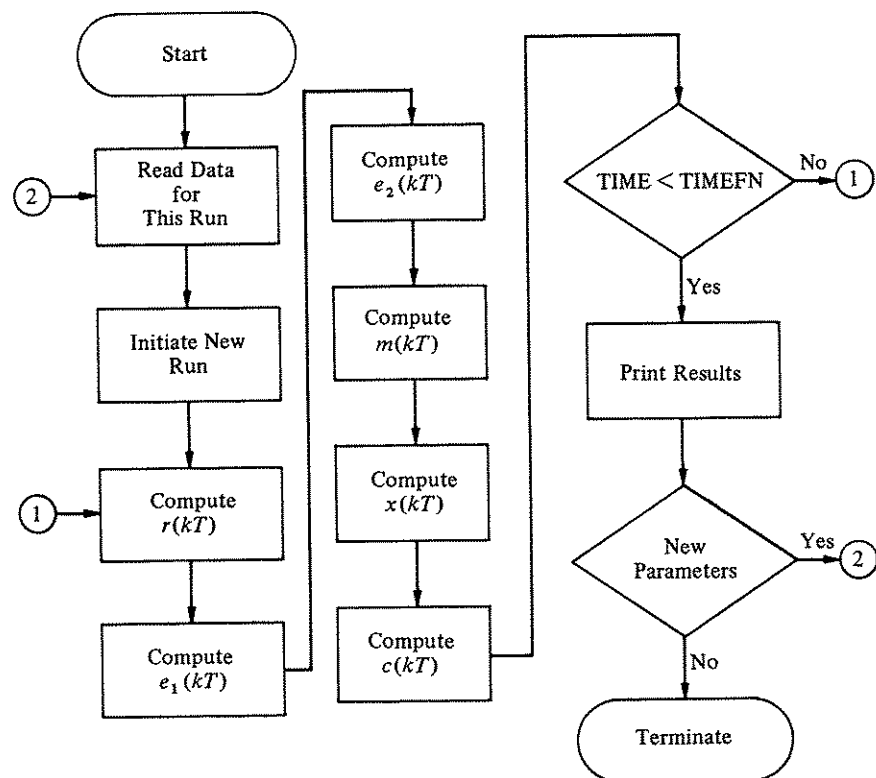 Start
2
Read Data
for
This Run
Initiate New
Run
1
Compute
r(kT)
Compute
e₁(kT)
Compute
e₂(kT)
Compute
m(kT)
Compute
x(kT)
Compute
c(kT)
TIME < TIMEFN
No
1
Yes
Print Results
New
Parameters
Yes
2
No
Terminate